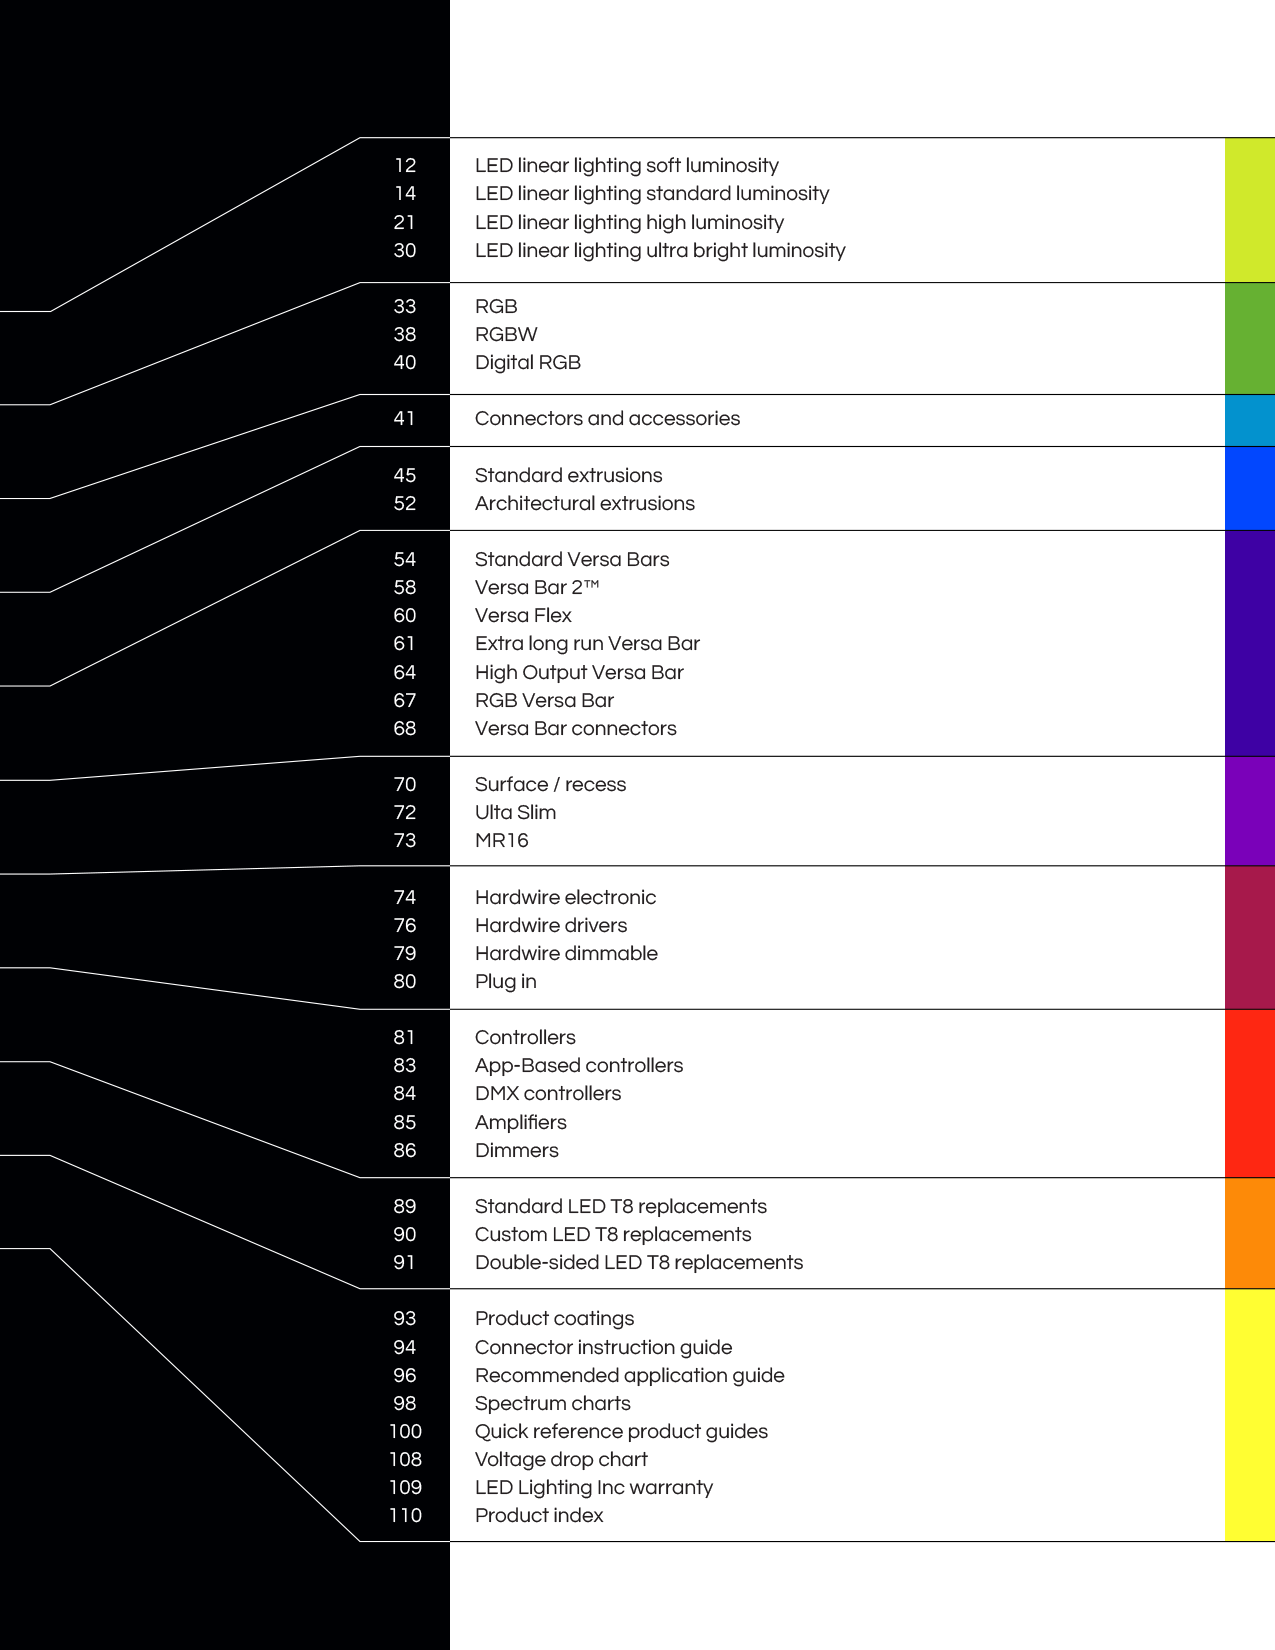 12 LED linear lighting soft luminosity
14 LED linear lighting standard luminosity
21 LED linear lighting high luminosity
30 LED linear lighting ultra bright luminosity
33 RGB
38 RGBW
40 Digital RGB
41 Connectors and accessories
45 Standard extrusions
52 Architectural extrusions
54 Standard Versa Bars
58 Versa Bar 2™
60 Versa Flex
61 Extra long run Versa Bar
64 High Output Versa Bar
67 RGB Versa Bar
68 Versa Bar connectors
70 Surface / recess
72 Ulta Slim
73 MR16
74 Hardwire electronic
76 Hardwire drivers
79 Hardwire dimmable
80 Plug in
81 Controllers
83 App-Based controllers
84 DMX controllers
85 Amplifiers
86 Dimmers
89 Standard LED T8 replacements
90 Custom LED T8 replacements
91 Double-sided LED T8 replacements
93 Product coatings
94 Connector instruction guide
96 Recommended application guide
98 Spectrum charts
100 Quick reference product guides
108 Voltage drop chart
109 LED Lighting Inc warranty
110 Product index